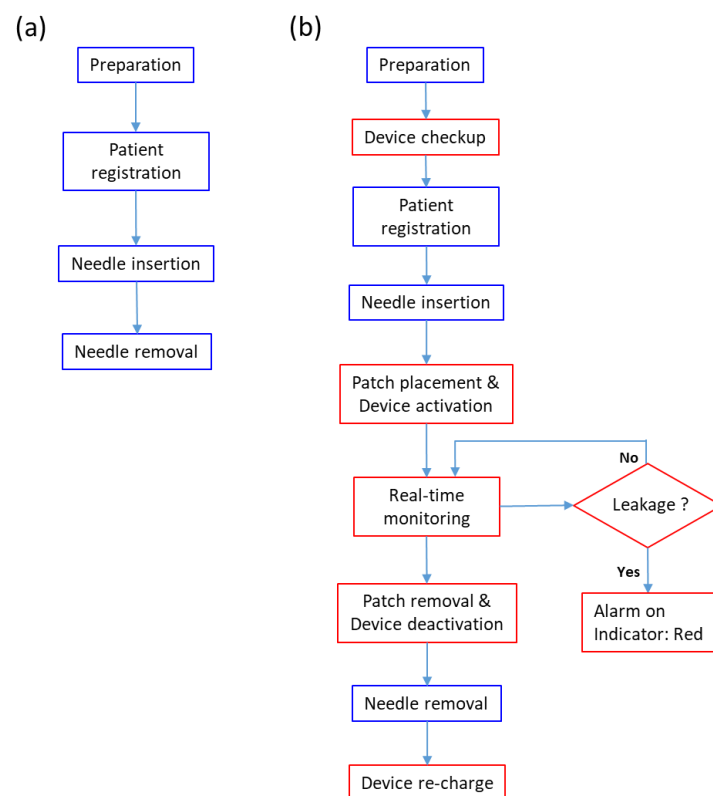 (a)
Preparation
Patient
registration
Needle insertion
Needle removal
(b)
Preparation
Device checkup
Patient
registration
Needle insertion
Patch placement &
Device activation
Real-time
monitoring
No
Leakage ?
Yes
Alarm on
Indicator: Red
Patch removal &
Device deactivation
Needle removal
Device re-charge